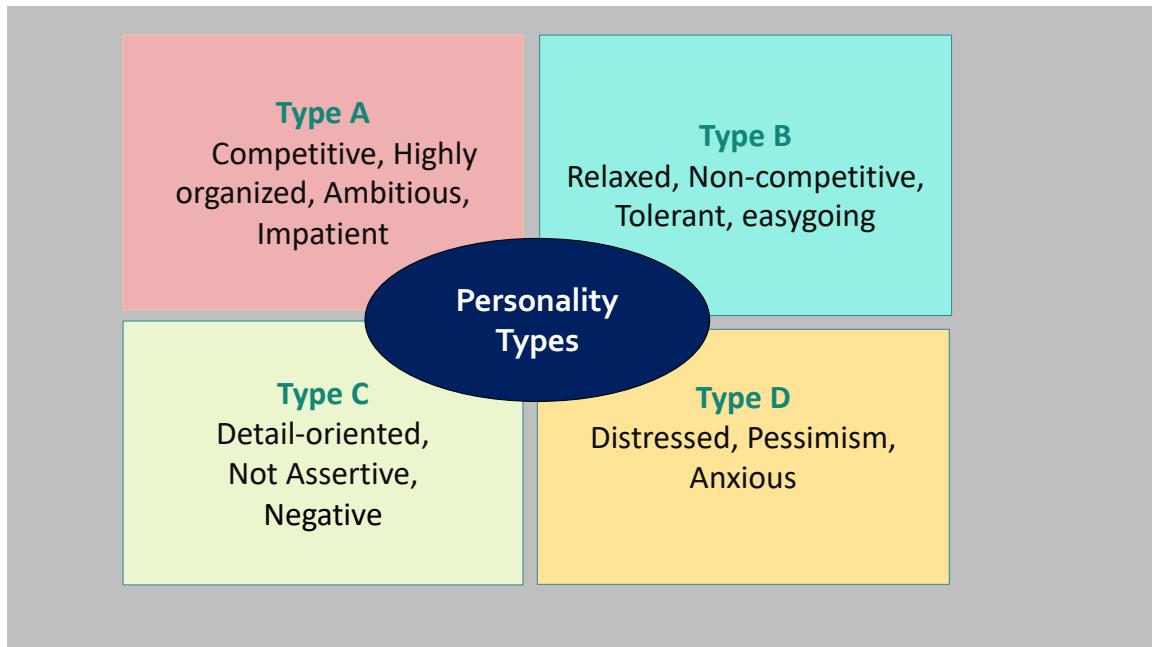 Type A
Competitive, Highly
organized, Ambitious,
Impatient
Type B
Relaxed, Non-competitive,
Tolerant, easygoing
Personality
Types
Type C
Detail-oriented,
Not Assertive,
Negative
Type D
Distressed, Pessimism,
Anxious